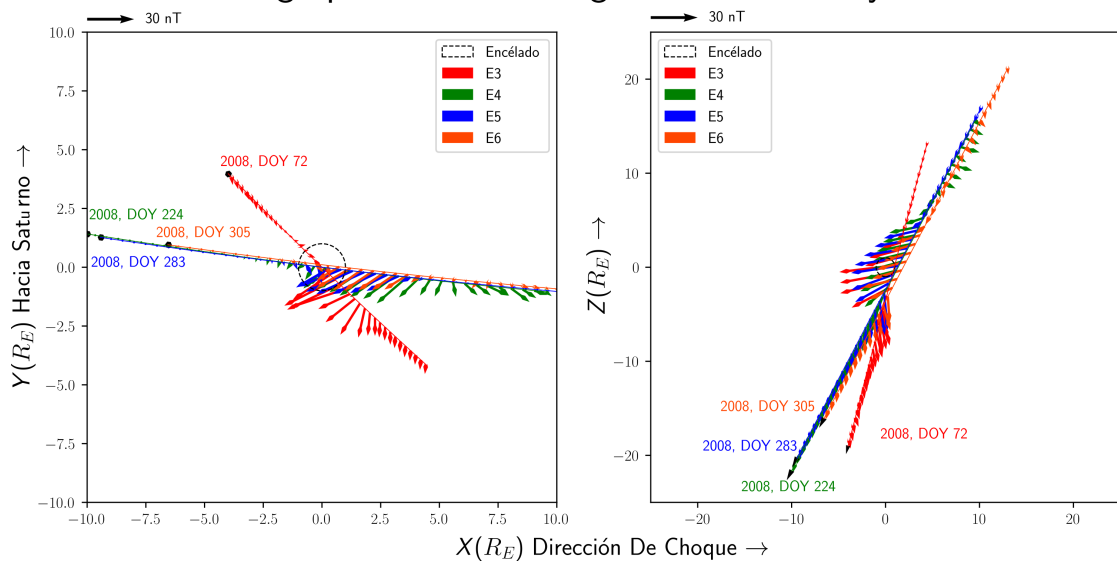 30 nT
30 nT
10.0
7.5
5.0
2.5
0.0
−2.5
−5.0
−7.5
−10.0
−10.0 −7.5 −5.0 −2.5 0.0 2.5 5.0 7.5 10.0
Y(R_E) Hacia Saturno →
Encélado
E3
E4
E5
E6
2008, DOY 72
2008, DOY 224
2008, DOY 305
2008, DOY 283
20
10
0
−10
−20
−20 −10 0 10 20
Z(R_E) →
E3
E4
E5
E6
2008, DOY 305
2008, DOY 72
2008, DOY 283
2008, DOY 224
X(R_E) Dirección De Choque →